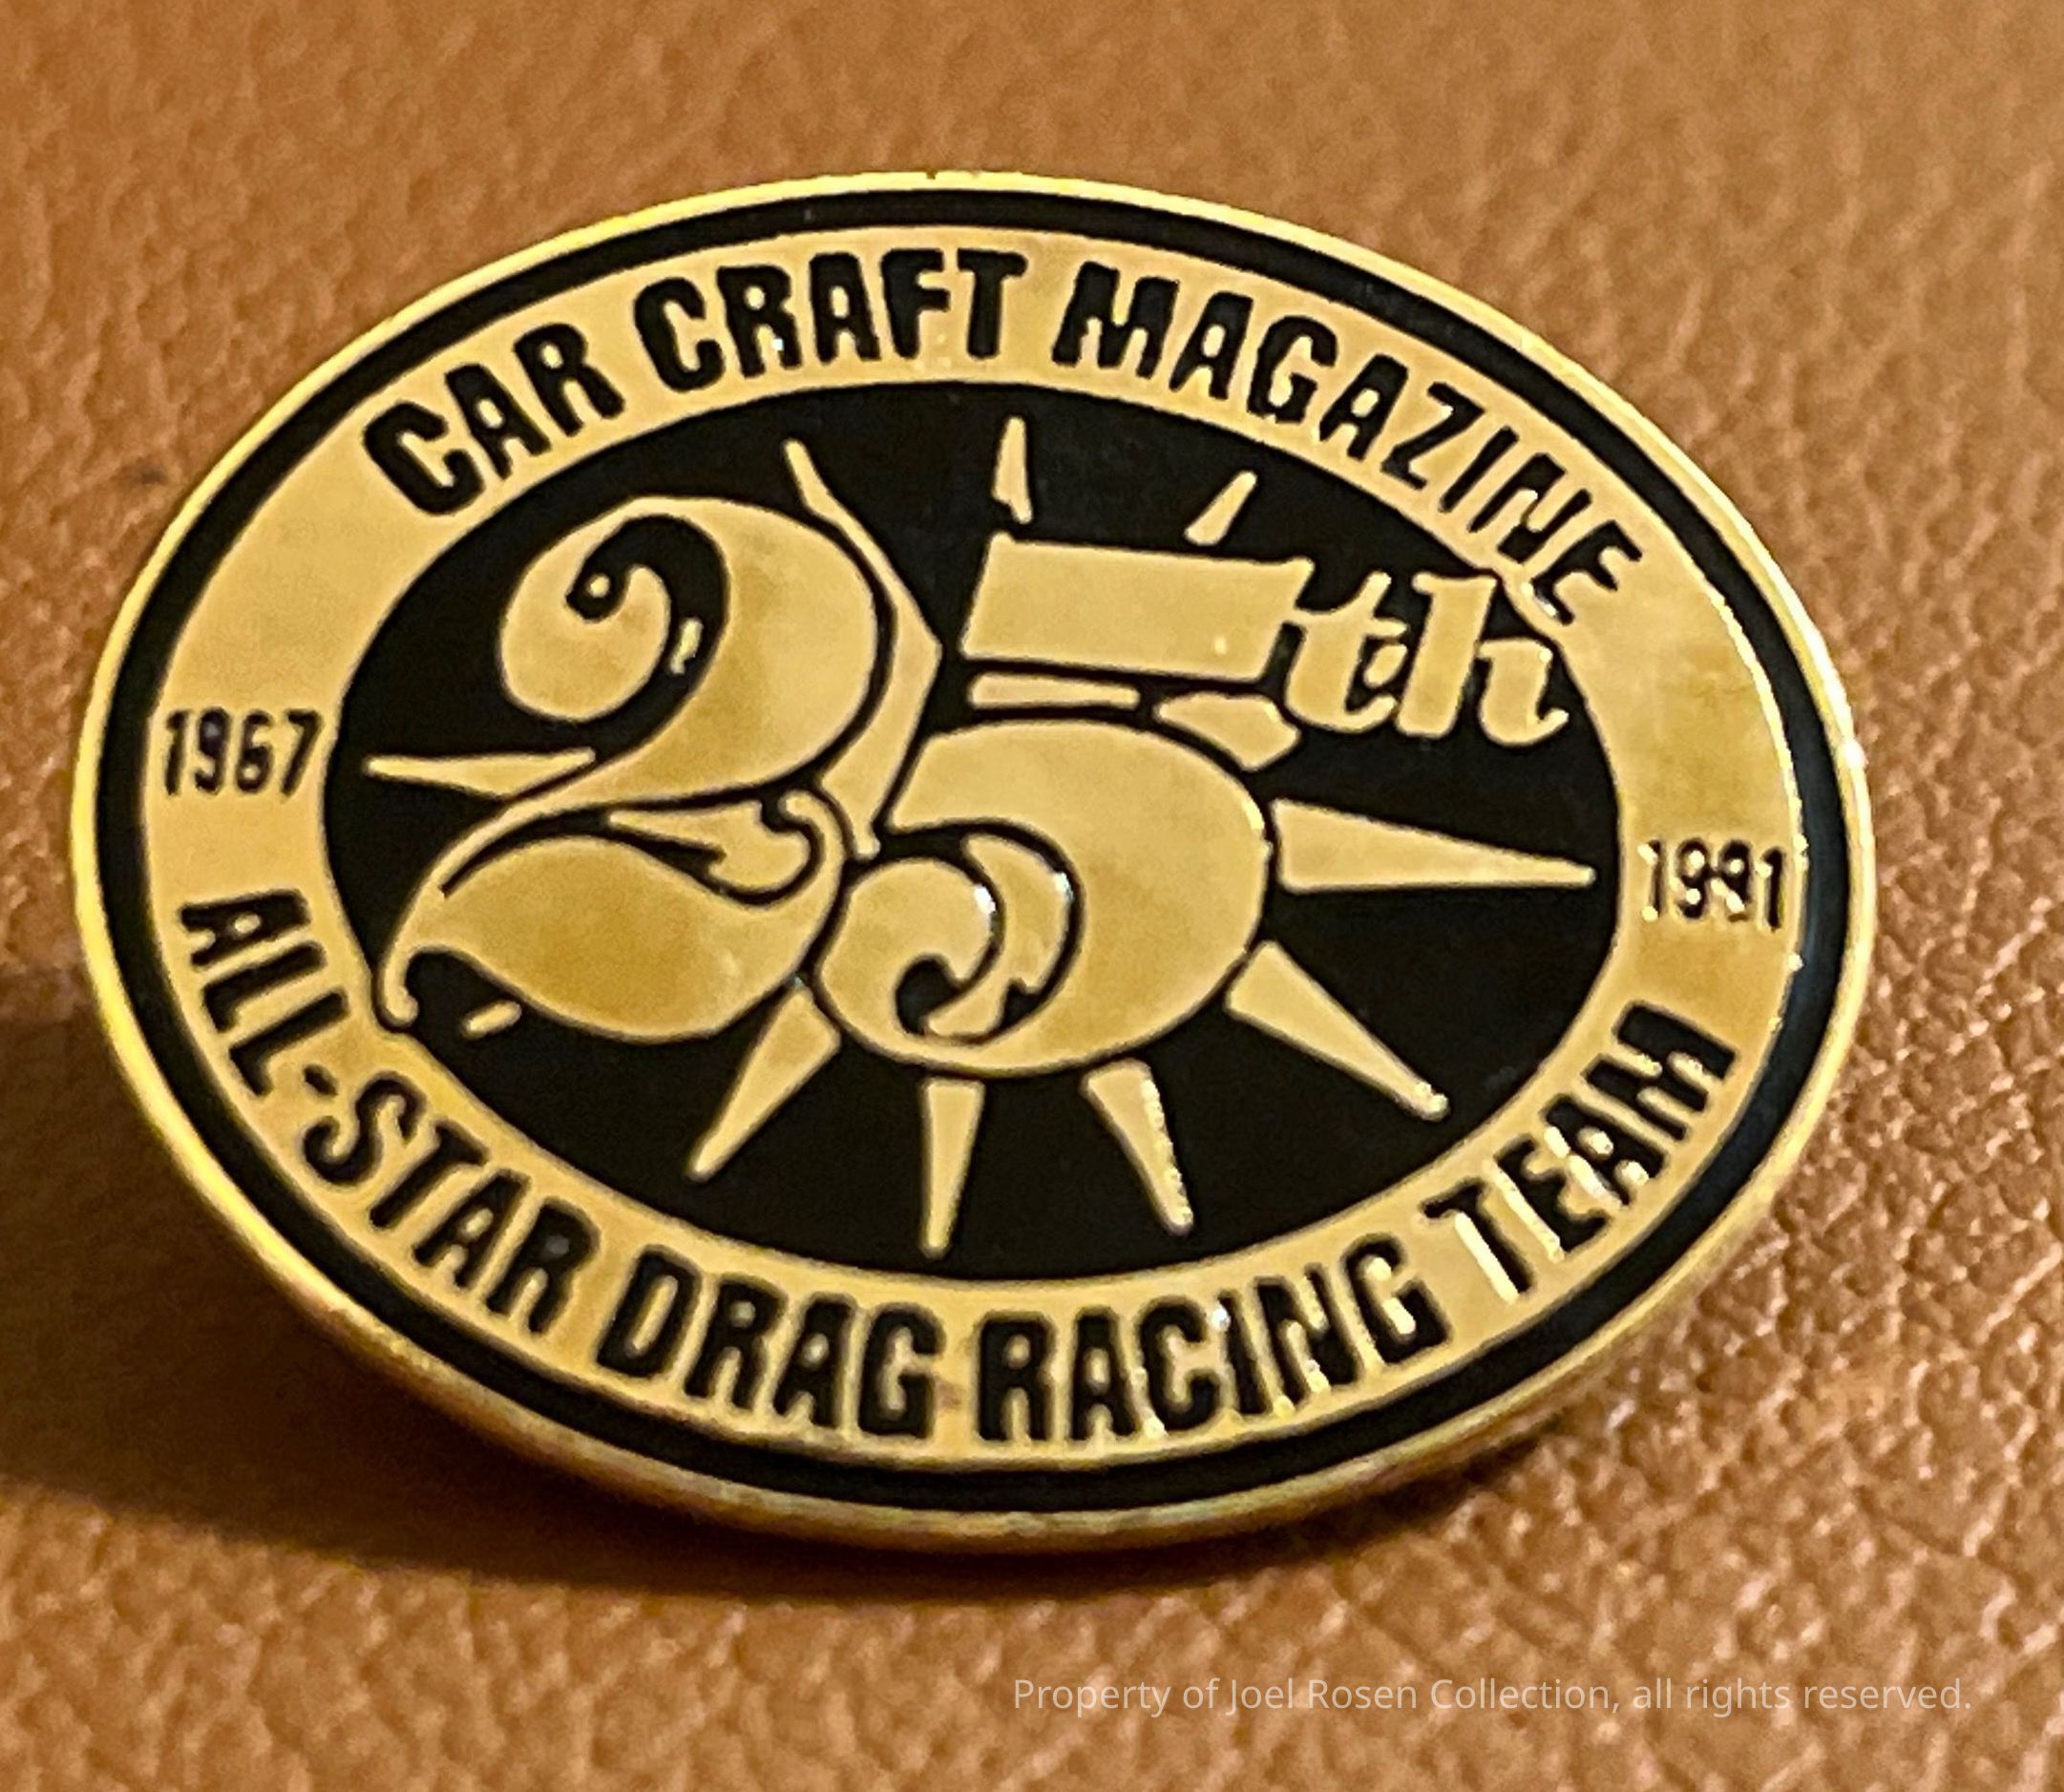 CAR CRAFT MAGAZINE
25th
1967
1991
ALL-STAR DRAG RACING TEAM
Property of Joel Rosen Collection, all rights reserved.